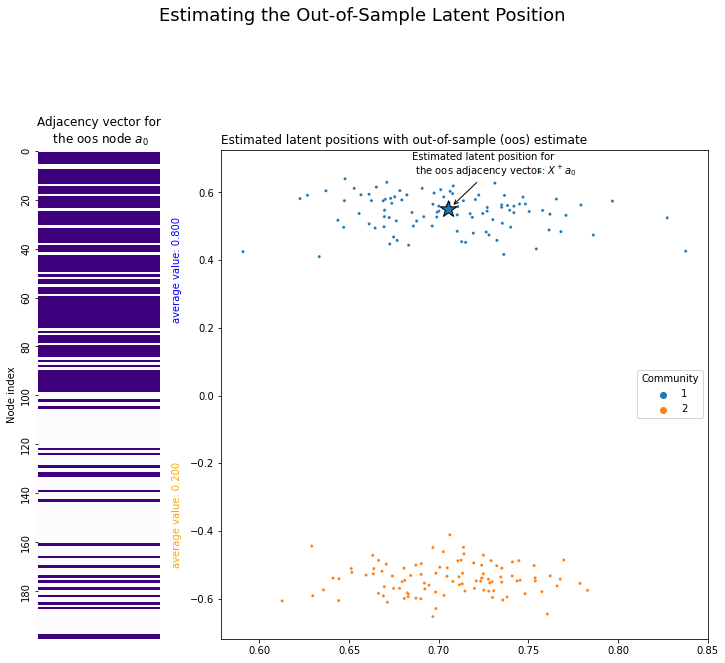 Estimating the Out-of-Sample Latent Position
Adjacency vector for
the oos node a₀
Node index
0
20
40
60
80
100
120
140
160
180
average value: 0.800
average value: 0.200
Estimated latent positions with out-of-sample (oos) estimate
Estimated latent position for
the oos adjacency vector: X⁺a₀
0.6
0.4
0.2
0.0
−0.2
−0.4
−0.6
Community
1
2
0.60
0.65
0.70
0.75
0.80
0.85